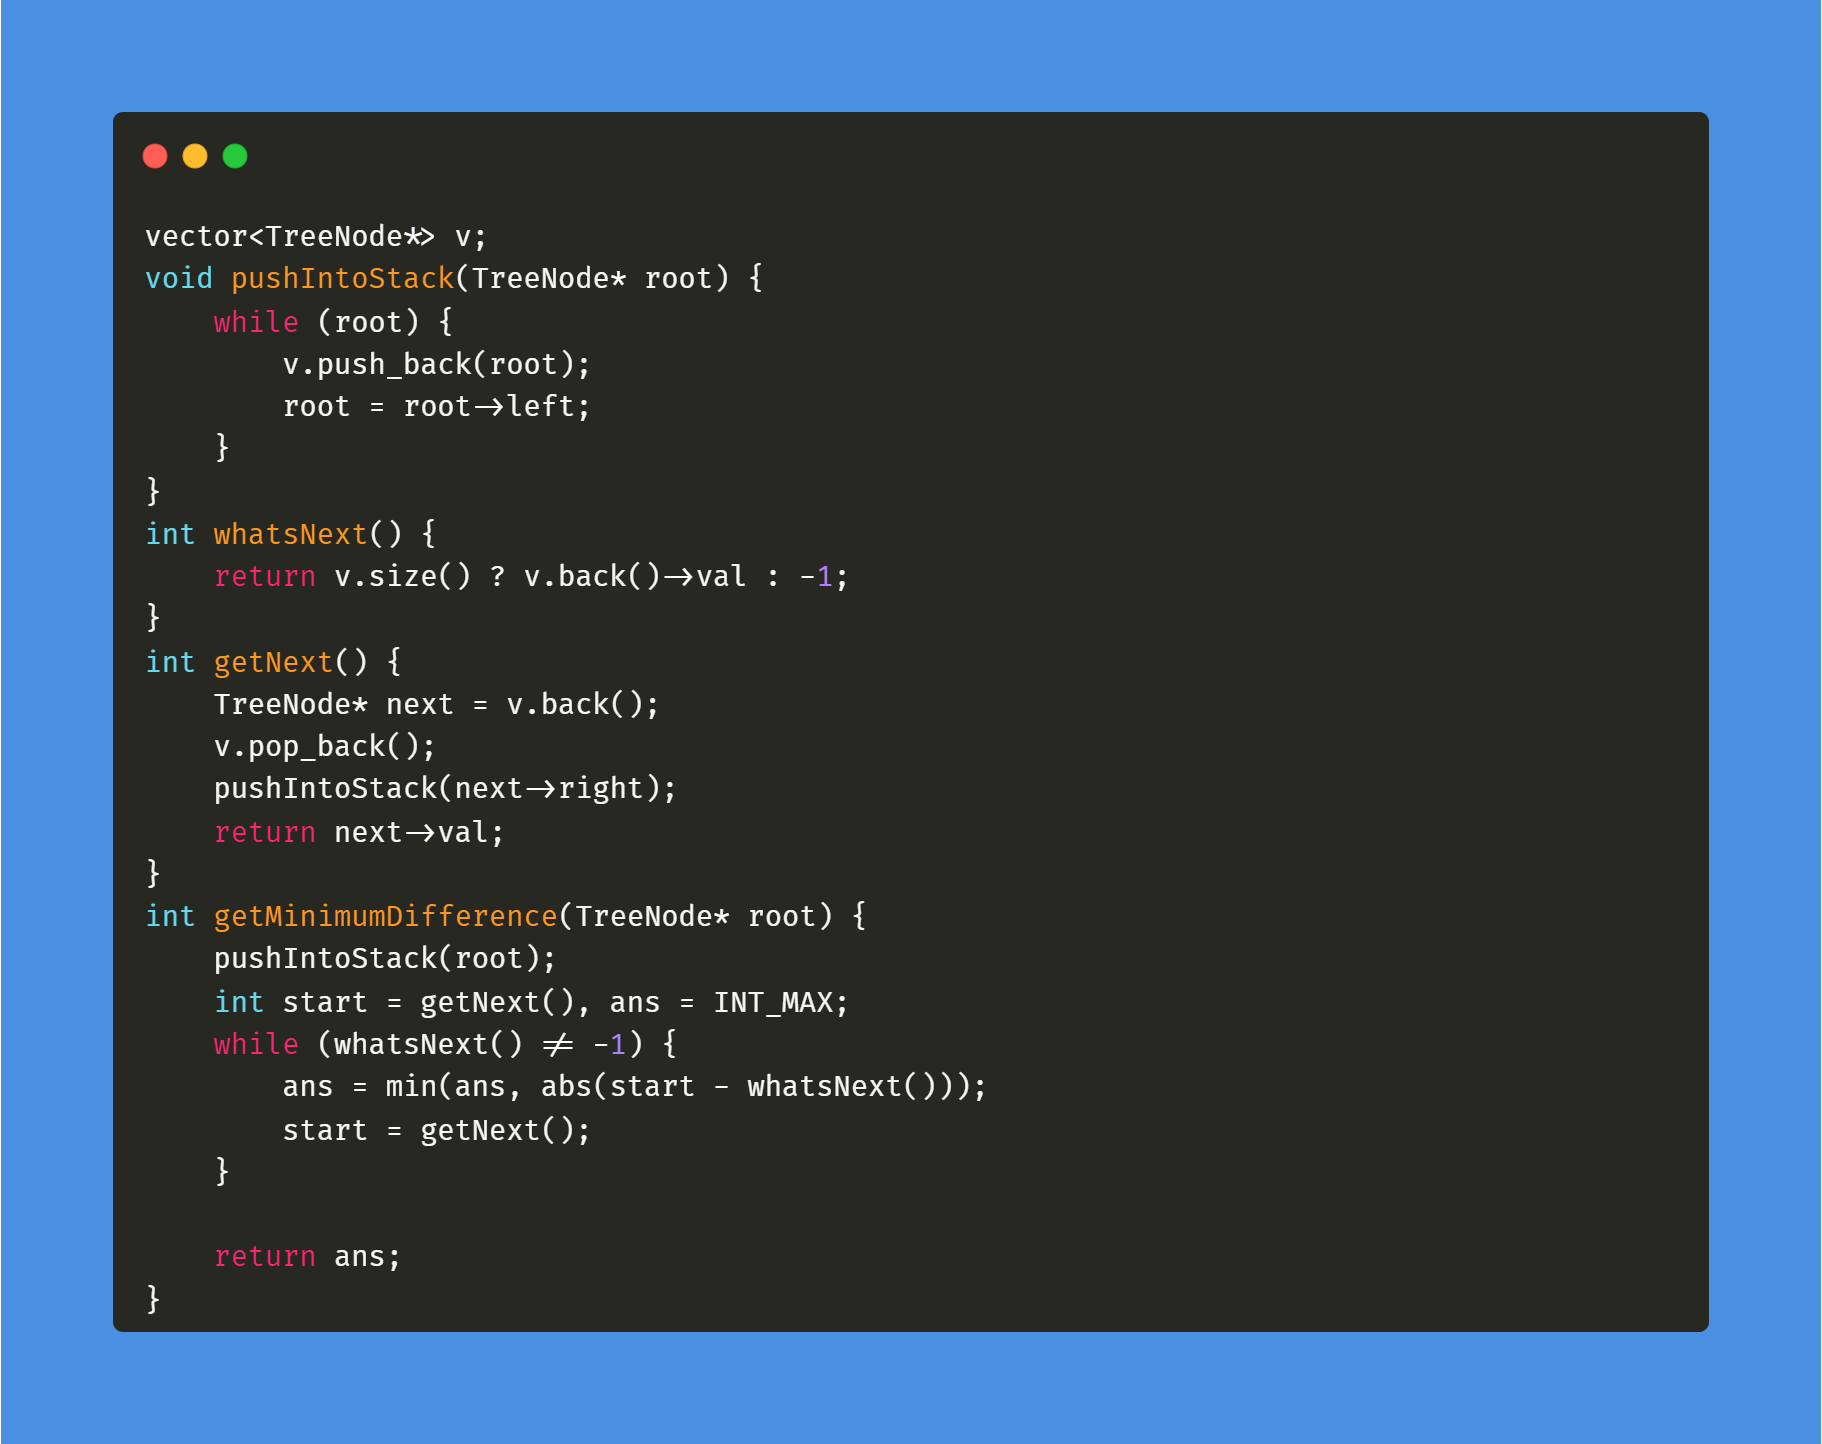 vector<TreeNode*> v;
void pushIntoStack(TreeNode* root) {
    while (root) {
        v.push_back(root);
        root = root->left;
    }
}
int whatsNext() {
    return v.size() ? v.back()->val : -1;
}
int getNext() {
    TreeNode* next = v.back();
    v.pop_back();
    pushIntoStack(next->right);
    return next->val;
}
int getMinimumDifference(TreeNode* root) {
    pushIntoStack(root);
    int start = getNext(), ans = INT_MAX;
    while (whatsNext() != -1) {
        ans = min(ans, abs(start - whatsNext()));
        start = getNext();
    }

    return ans;
}